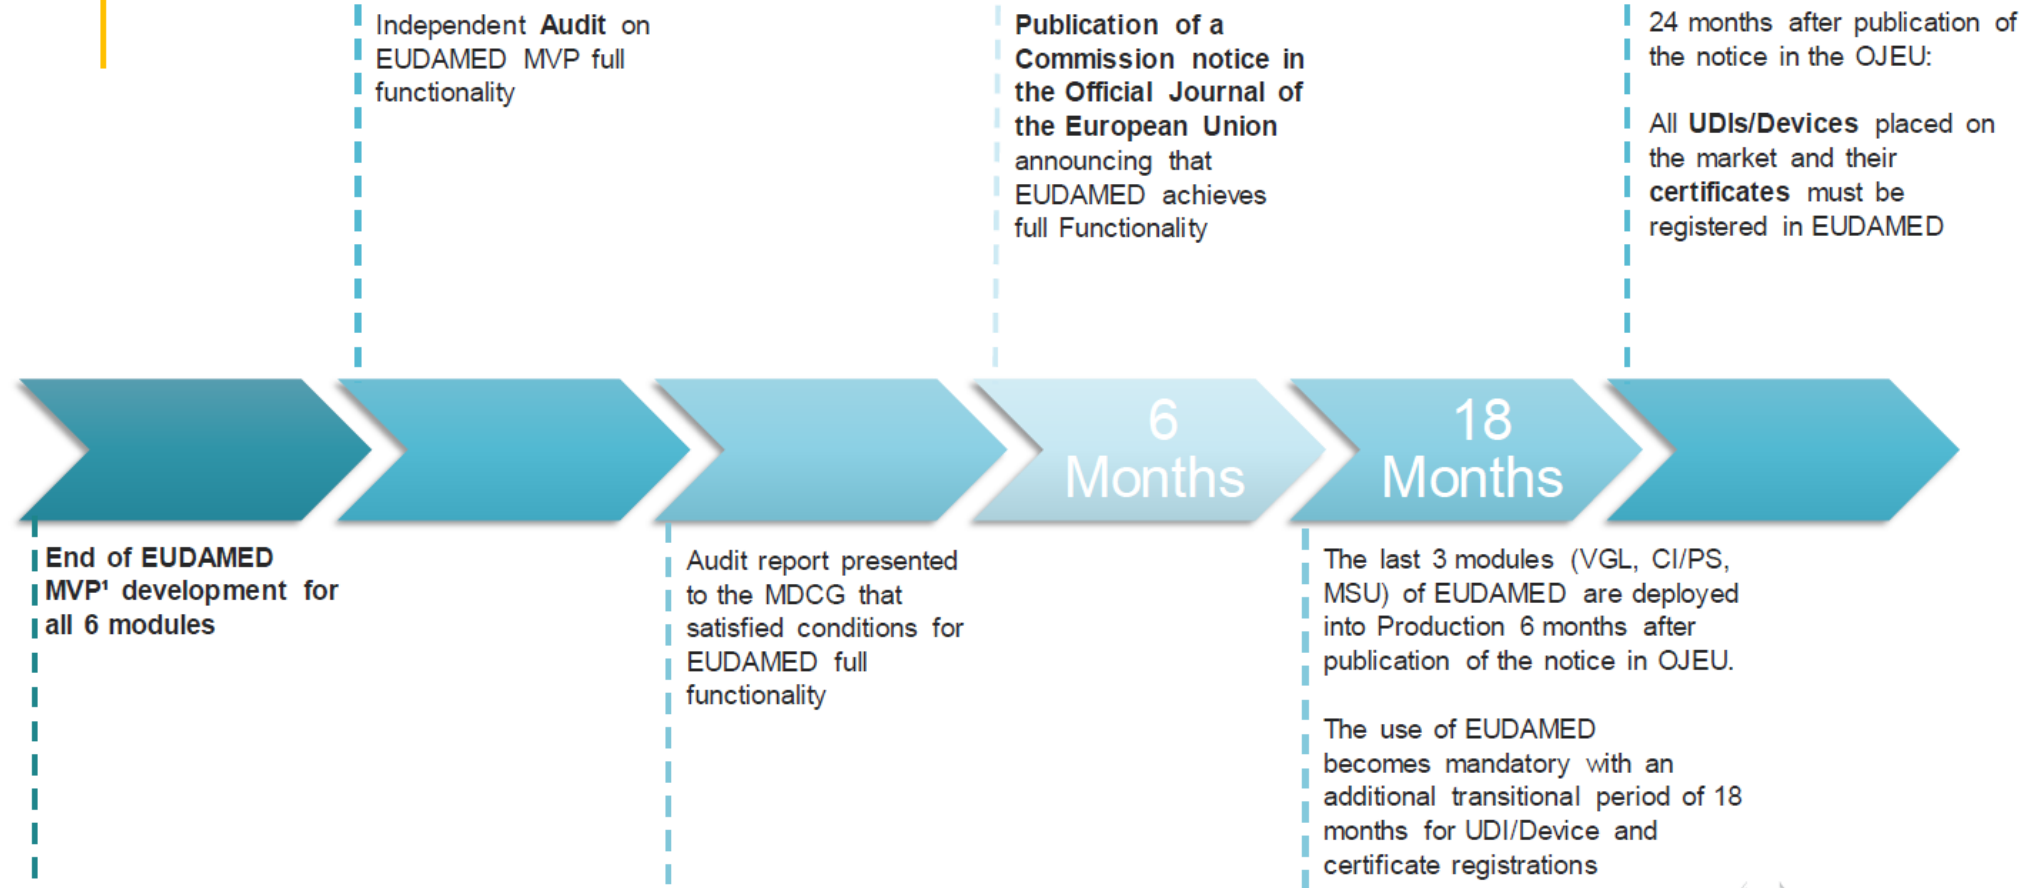 Independent Audit on
EUDAMED MVP full
functionality
Publication of a
Commission notice in
the Official Journal of
the European Union
announcing that
EUDAMED achieves
full Functionality
24 months after publication of
the notice in the OJEU:
All UDIs/Devices placed on
the market and their
certificates must be
registered in EUDAMED
6
Months
18
Months
End of EUDAMED
MVP¹ development for
all 6 modules
Audit report presented
to the MDCG that
satisfied conditions for
EUDAMED full
functionality
The last 3 modules (VGL, CI/PS,
MSU) of EUDAMED are deployed
into Production 6 months after
publication of the notice in OJEU.
The use of EUDAMED
becomes mandatory with an
additional transitional period of 18
months for UDI/Device and
certificate registrations